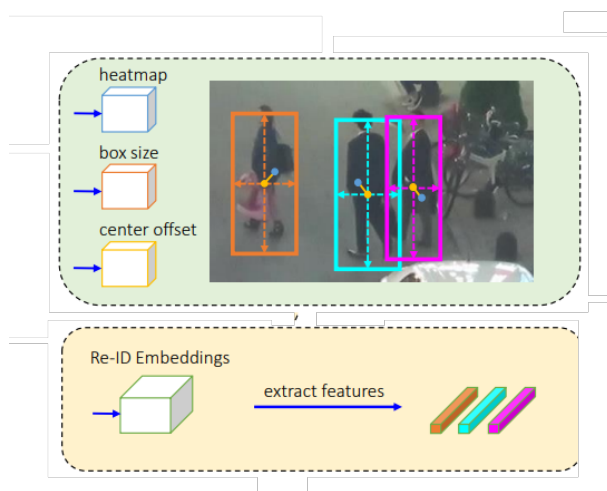 heatmap
box size
center offset
Re-ID Embeddings
extract features